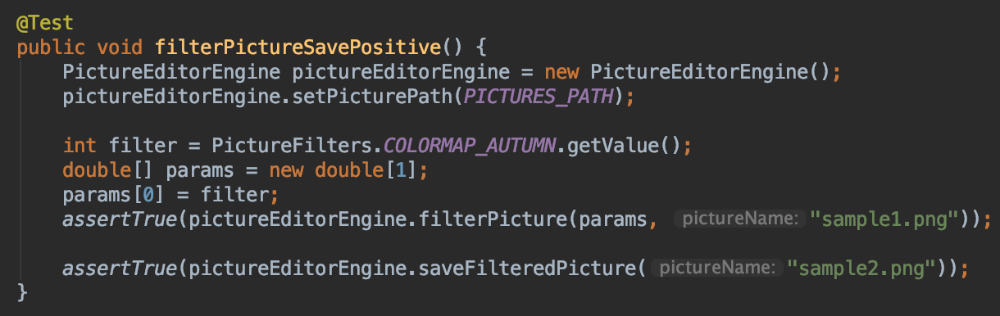 @Test
public void filterPictureSavePositive() {
PictureEditorEngine pictureEditorEngine = new PictureEditorEngine();
pictureEditorEngine.setPicturePath(PICTURES_PATH);
int filter = PictureFilters.COLORMAP_AUTUMN.getValue();
double[] params = new double[1];
params[0] = filter;
assertTrue(pictureEditorEngine.filterPicture(params, pictureName: "sample1.png"));
assertTrue(pictureEditorEngine.saveFilteredPicture( pictureName: "sample2.png"));
}